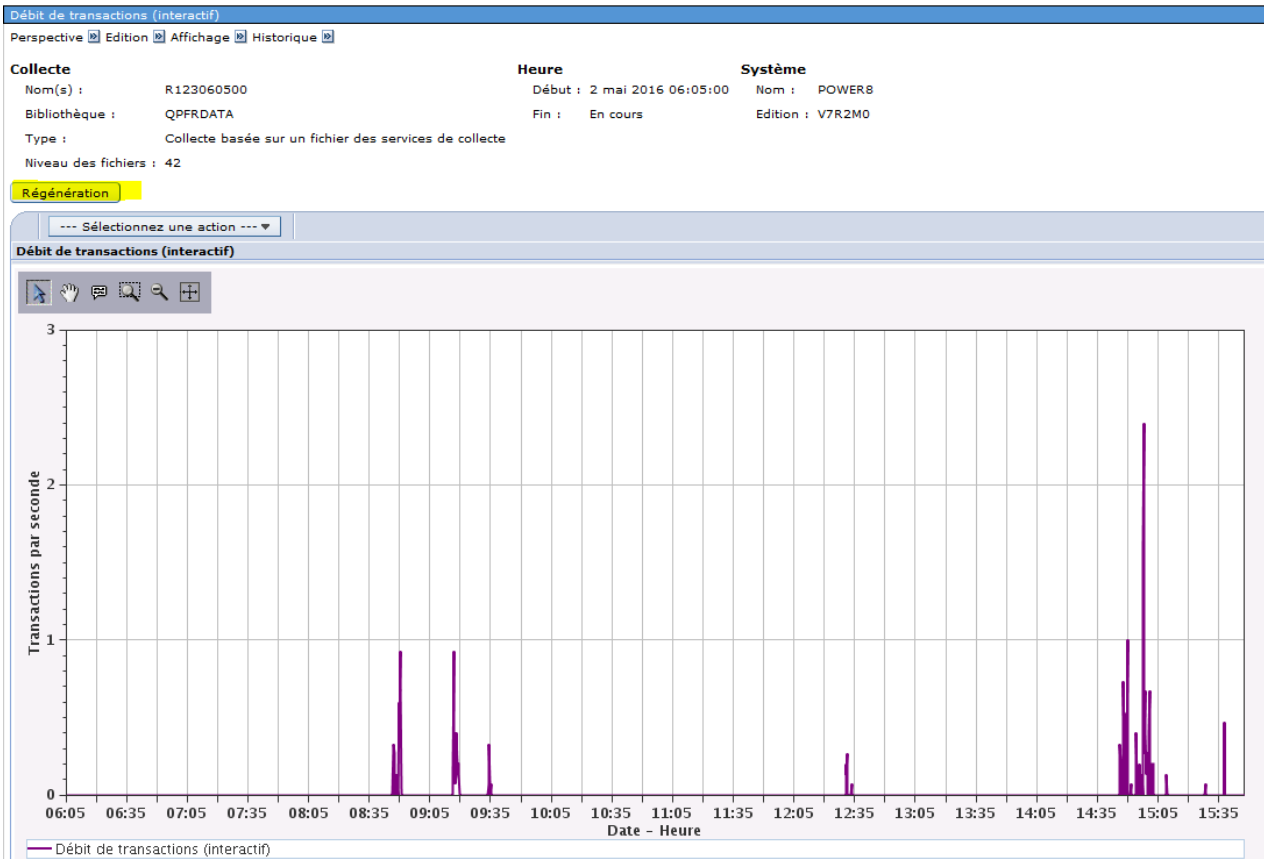 Débit de transactions (interactif)
Perspective Edition Affichage Historique
Collecte Heure Système
Nom(s) : R123060500 Début : 2 mai 2016 06:05:00 Nom : POWER8
Bibliothèque : QPFRDATA Fin : En cours Edition : V7R2M0
Type : Collecte basée sur un fichier des services de collecte
Niveau des fichiers : 42
Régénération
--- Sélectionnez une action ---
Débit de transactions (interactif)
3
2
1
0
Transactions par seconde
06:05 06:35 07:05 07:35 08:05 08:35 09:05 09:35 10:05 10:35 11:05 11:35 12:05 12:35 13:05 13:35 14:05 14:35 15:05 15:35
Date - Heure
Débit de transactions (interactif)